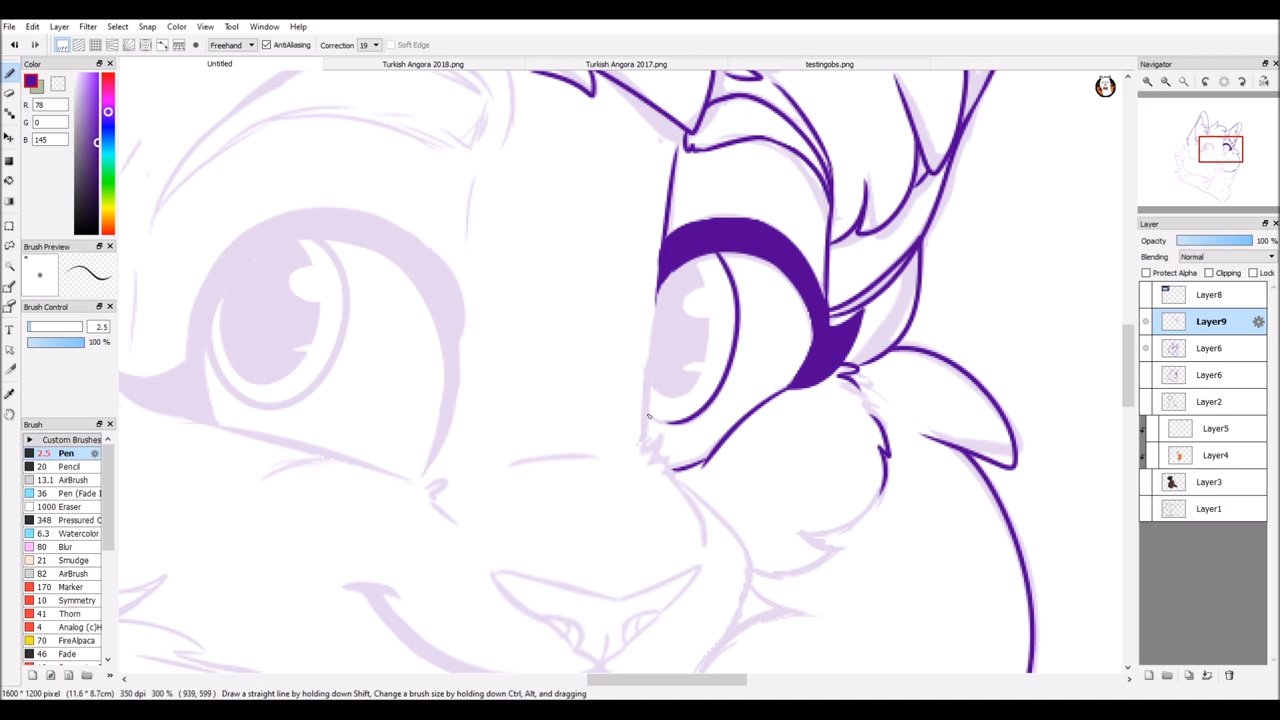 File Edit Layer Filter Select Snap Color View Tool Window Help
off Freehand AntiAliasing Correction 19 Soft Edge
Color
Untitled Turkish Angora 2018.png Turkish Angora 2017.png testingobs.png
Navigator
R 78
G 0
B 145
Layer
Opacity 100 %
Blending Normal
Protect Alpha Clipping Lock
Brush Preview
Brush Control
2.5
100 %
Layer8
Layer9
Layer6
Layer6
Layer2
Layer5
Layer4
Layer3
Layer1
Brush
Custom Brushes
2.5 Pen
20 Pencil
13.1 AirBrush
36 Pen (Fade I
1000 Eraser
348 Pressured C
6.3 Watercolor
80 Blur
21 Smudge
82 AirBrush
170 Marker
10 Symmetry
41 Thorn
4 Analog (c)H
70 FireAlpaca
46 Fade
1600 * 1200 pixel (11.6 * 8.7cm) 350 dpi 300 % ( 939, 599 ) Draw a straight line by holding down Shift, Change a brush size by holding down Ctrl, Alt, and dragging